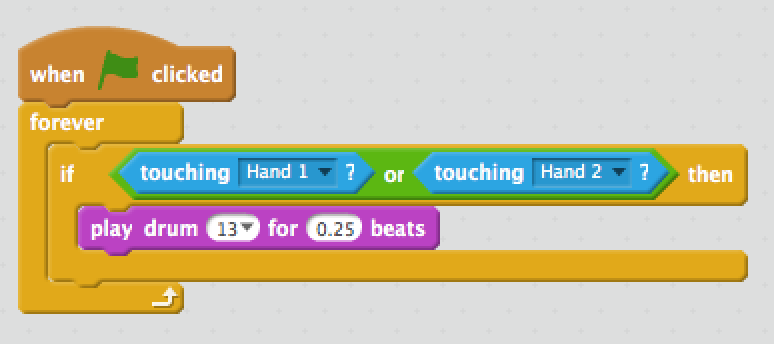 when clicked
forever
if touching Hand 1 ? or touching Hand 2 ? then
play drum 13 for 0.25 beats